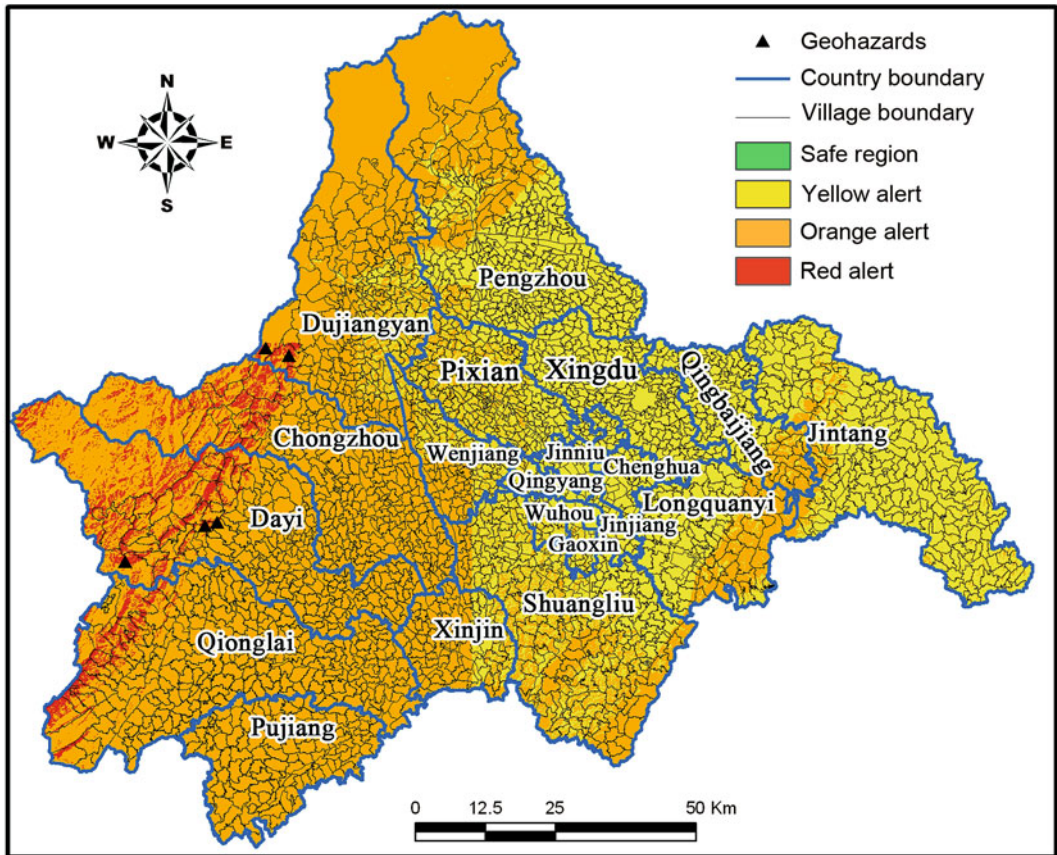 N
W E
S
Geohazards
Country boundary
Village boundary
Safe region
Yellow alert
Orange alert
Red alert
Pengzhou
Dujiangyan
Pixian
Xingdu
Qingbaijiang
Jintang
Chongzhou
Wenjiang
Jinniu
Chenghua
Qingyang
Longquanyi
Wuhou
Jinjiang
Gaoxin
Dayi
Shuangliu
Xinjin
Qionglai
Pujiang
0 12.5 25 50 Km